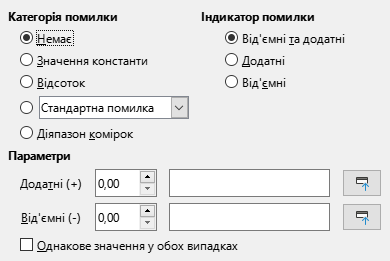 Категорія помилки
Немає
Значення константи
Відсоток
Стандартна помилка
Діяпазон комірок
Індикатор помилки
Від'ємні та додатні
Додатні
Від'ємні
Параметри
Додатні (+) 0,00
Від'ємні (-) 0,00
Однакове значення у обох випадках